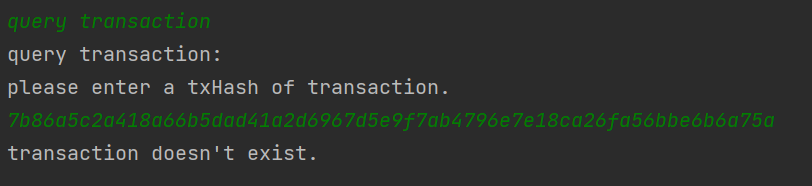 query transaction
query transaction:
please enter a txHash of transaction.
7b86a5c2a418a66b5dad41a2d6967d5e9f7ab4796e7e18ca26fa56bbe6b6a75a
transaction doesn't exist.